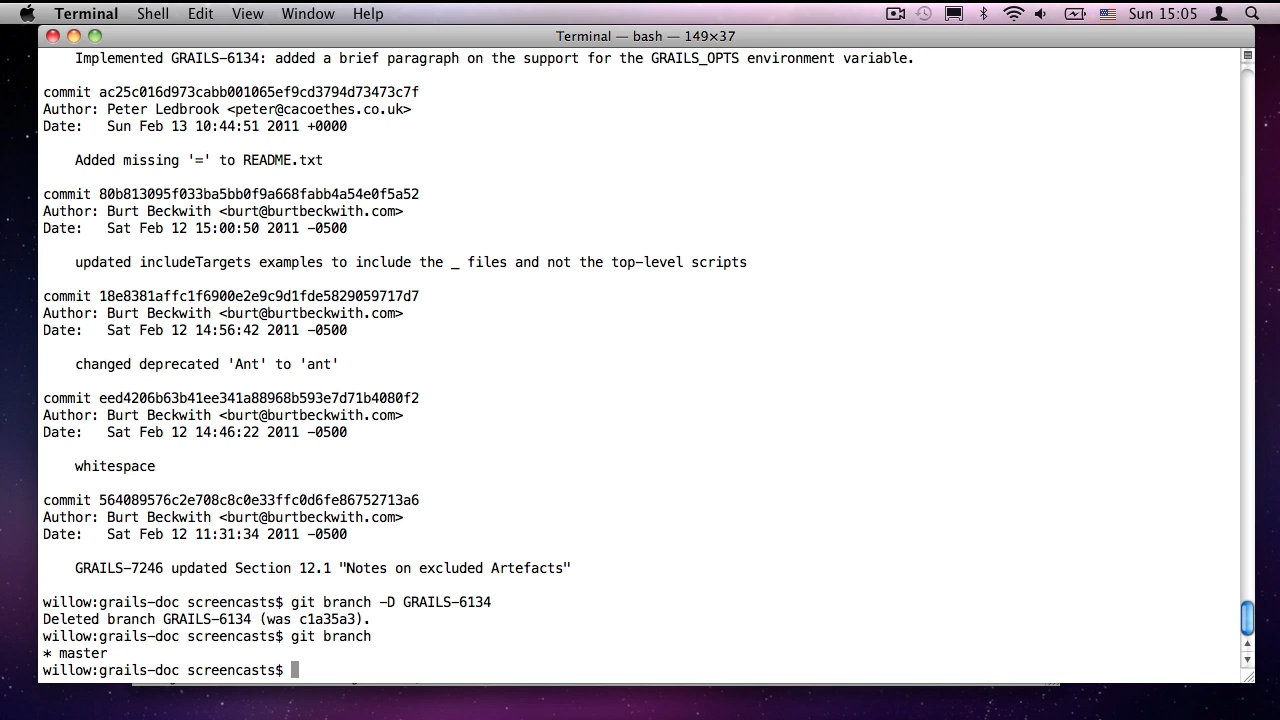 Terminal Shell Edit View Window Help Sun 15:05
Terminal — bash — 149×37
Implemented GRAILS-6134: added a brief paragraph on the support for the GRAILS_OPTS environment variable.
commit ac25c016d973cabb001065ef9cd3794d73473c7f
Author: Peter Ledbrook <peter@cacoethes.co.uk>
Date:   Sun Feb 13 10:44:51 2011 +0000
Added missing '=' to README.txt
commit 80b813095f033ba5bb0f9a668fabb4a54e0f5a52
Author: Burt Beckwith <burt@burtbeckwith.com>
Date:   Sat Feb 12 15:00:50 2011 -0500
updated includeTargets examples to include the _ files and not the top-level scripts
commit 18e8381affc1f6900e2e9c9d1fde5829059717d7
Author: Burt Beckwith <burt@burtbeckwith.com>
Date:   Sat Feb 12 14:56:42 2011 -0500
changed deprecated 'Ant' to 'ant'
commit eed4206b63b41ee341a88968b593e7d71b4080f2
Author: Burt Beckwith <burt@burtbeckwith.com>
Date:   Sat Feb 12 14:46:22 2011 -0500
whitespace
commit 564089576c2e708c8c0e33ffc0d6fe86752713a6
Author: Burt Beckwith <burt@burtbeckwith.com>
Date:   Sat Feb 12 11:31:34 2011 -0500
GRAILS-7246 updated Section 12.1 "Notes on excluded Artefacts"
willow:grails-doc screencasts$ git branch -D GRAILS-6134
Deleted branch GRAILS-6134 (was c1a35a3).
willow:grails-doc screencasts$ git branch
* master
willow:grails-doc screencasts$